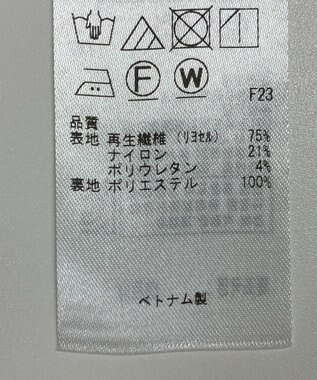 F W
F23
品質
表地 再生繊維 (リヨセル) 75%
ナイロン 21%
ポリウレタン 4%
裏地 ポリエステル 100%
ベトナム製